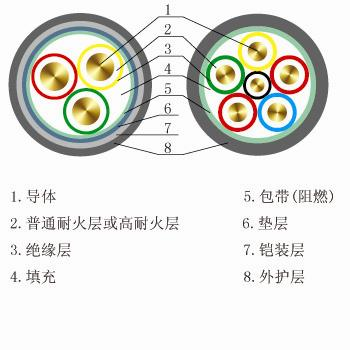 1
2
3
4
5
6
7
8
1.导体
2.普通耐火层或高耐火层
3.绝缘层
4.填充
5.包带(阻燃)
6.垫层
7.铠装层
8.外护层